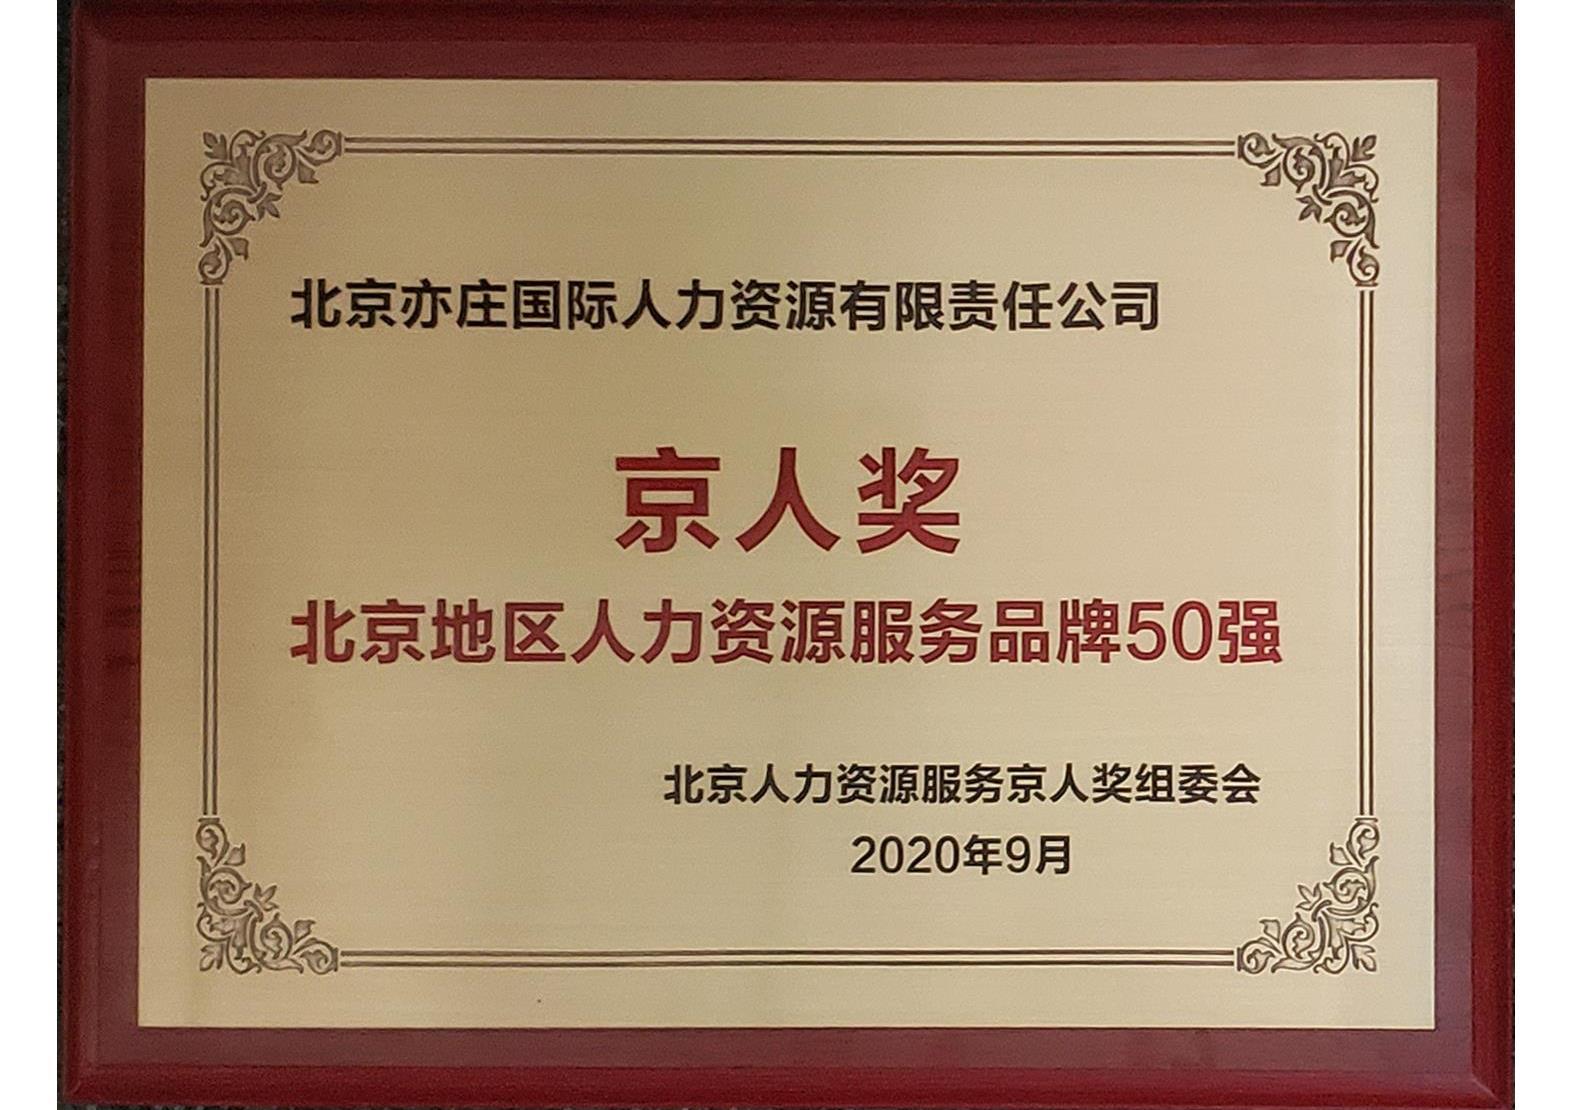 北京亦庄国际人力资源有限责任公司
京人奖
北京地区人力资源服务品牌50强
北京人力资源服务京人奖组委会
2020年9月